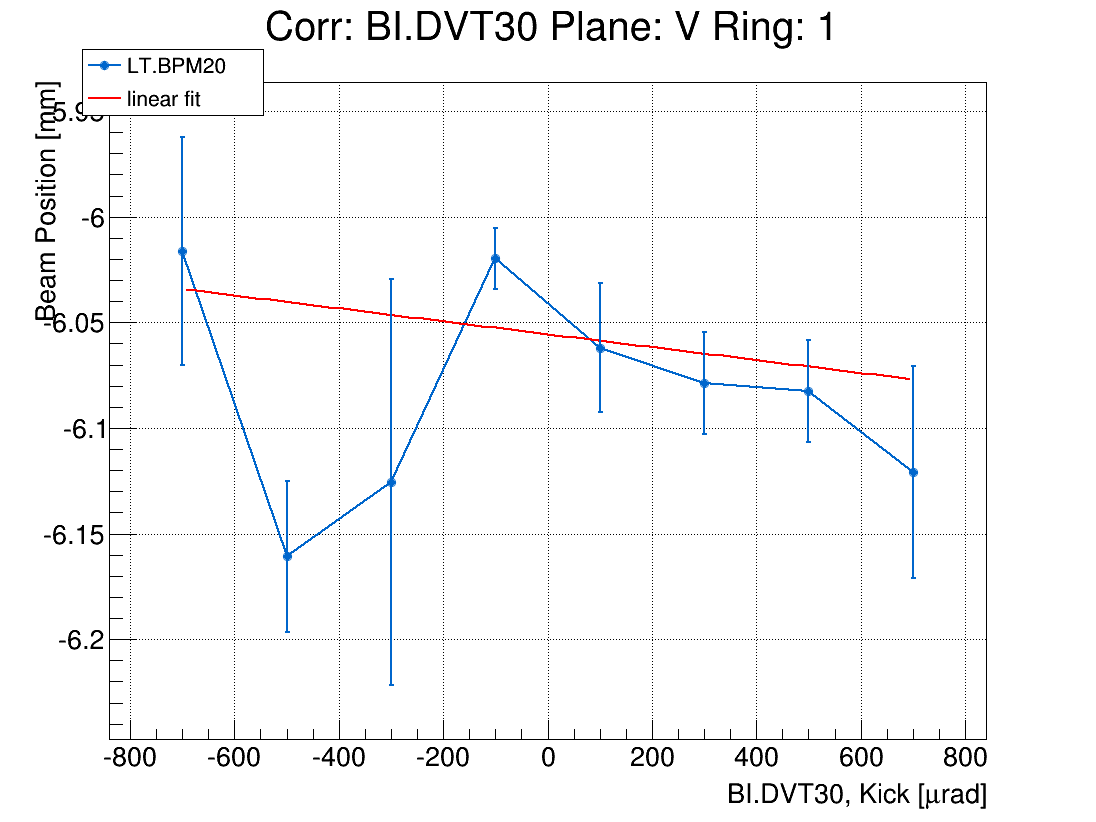 Corr: BI.DVT30 Plane: V Ring: 1
LT.BPM20
linear fit
Beam Position [mm]
-6
-6.05
-6.1
-6.15
-6.2
-800
-600
-400
-200
0
200
400
600
800
BI.DVT30, Kick [μrad]